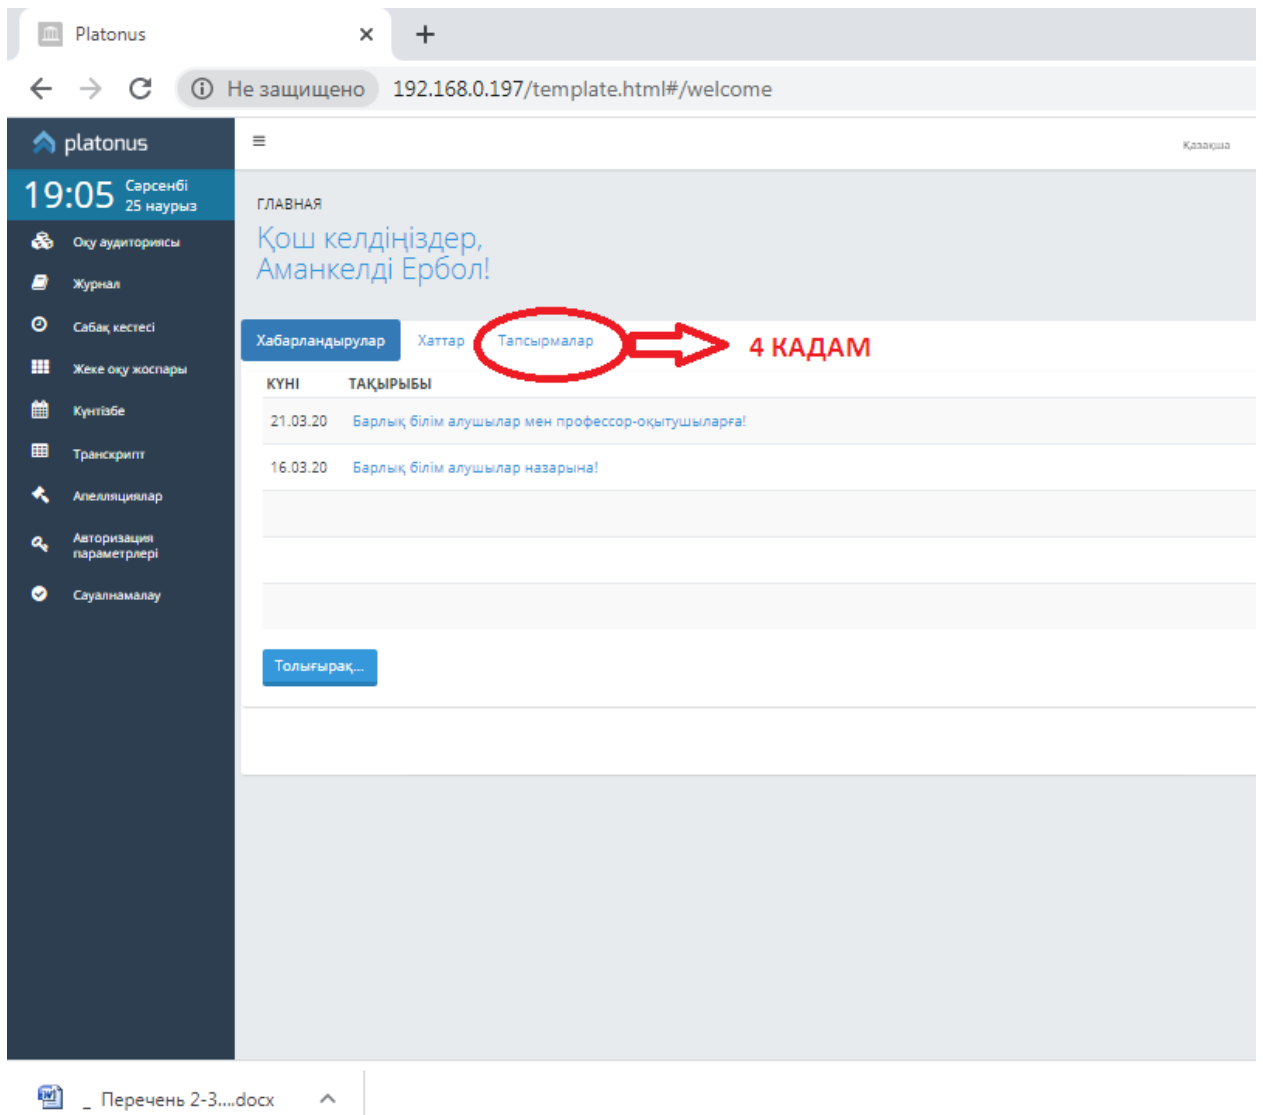 Platonus
Не защищено 192.168.0.197/template.html#/welcome
platonus
Қазақша
19:05 Сәрсенбі
25 наурыз
Оқу аудиториясы
Журнал
Сабақ кестесі
Жеке оқу жоспары
Күнтізбе
Транскрипт
Апелляциялар
Авторизация
параметрлері
Сауалнамалау
ГЛАВНАЯ
Қош келдіңіздер,
Аманкелді Ербол!
Хабарландырулар Хаттар Тапсырмалар
4 КАДАМ
КҮНІ ТАҚЫРЫБЫ
21.03.20 Барлық білім алушылар мен профессор-оқытушыларға!
16.03.20 Барлық білім алушылар назарына!
Толығырақ...
_ Перечень 2-3....docx